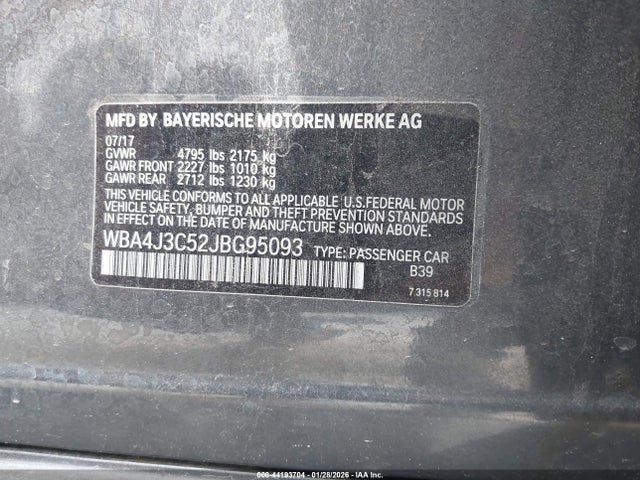 MFD BY BAYERISCHE MOTOREN WERKE AG
07/17
GVWR 4795 lbs 2175 kg
GAWR FRONT 2227 lbs 1010 kg
GAWR REAR 2712 lbs 1230 kg
THIS VEHICLE CONFORMS TO ALL APPLICABLE U.S.FEDERAL MOTOR
VEHICLE SAFETY, BUMPER AND THEFT PREVENTION STANDARDS
IN EFFECT ON THE DATE OF MANUFACTURE SHOWN ABOVE.
WBA4J3C52JBG95093 TYPE: PASSENGER CAR
B39
7 315 814
000-44193704 | 01/28/2026 | IAA Inc.